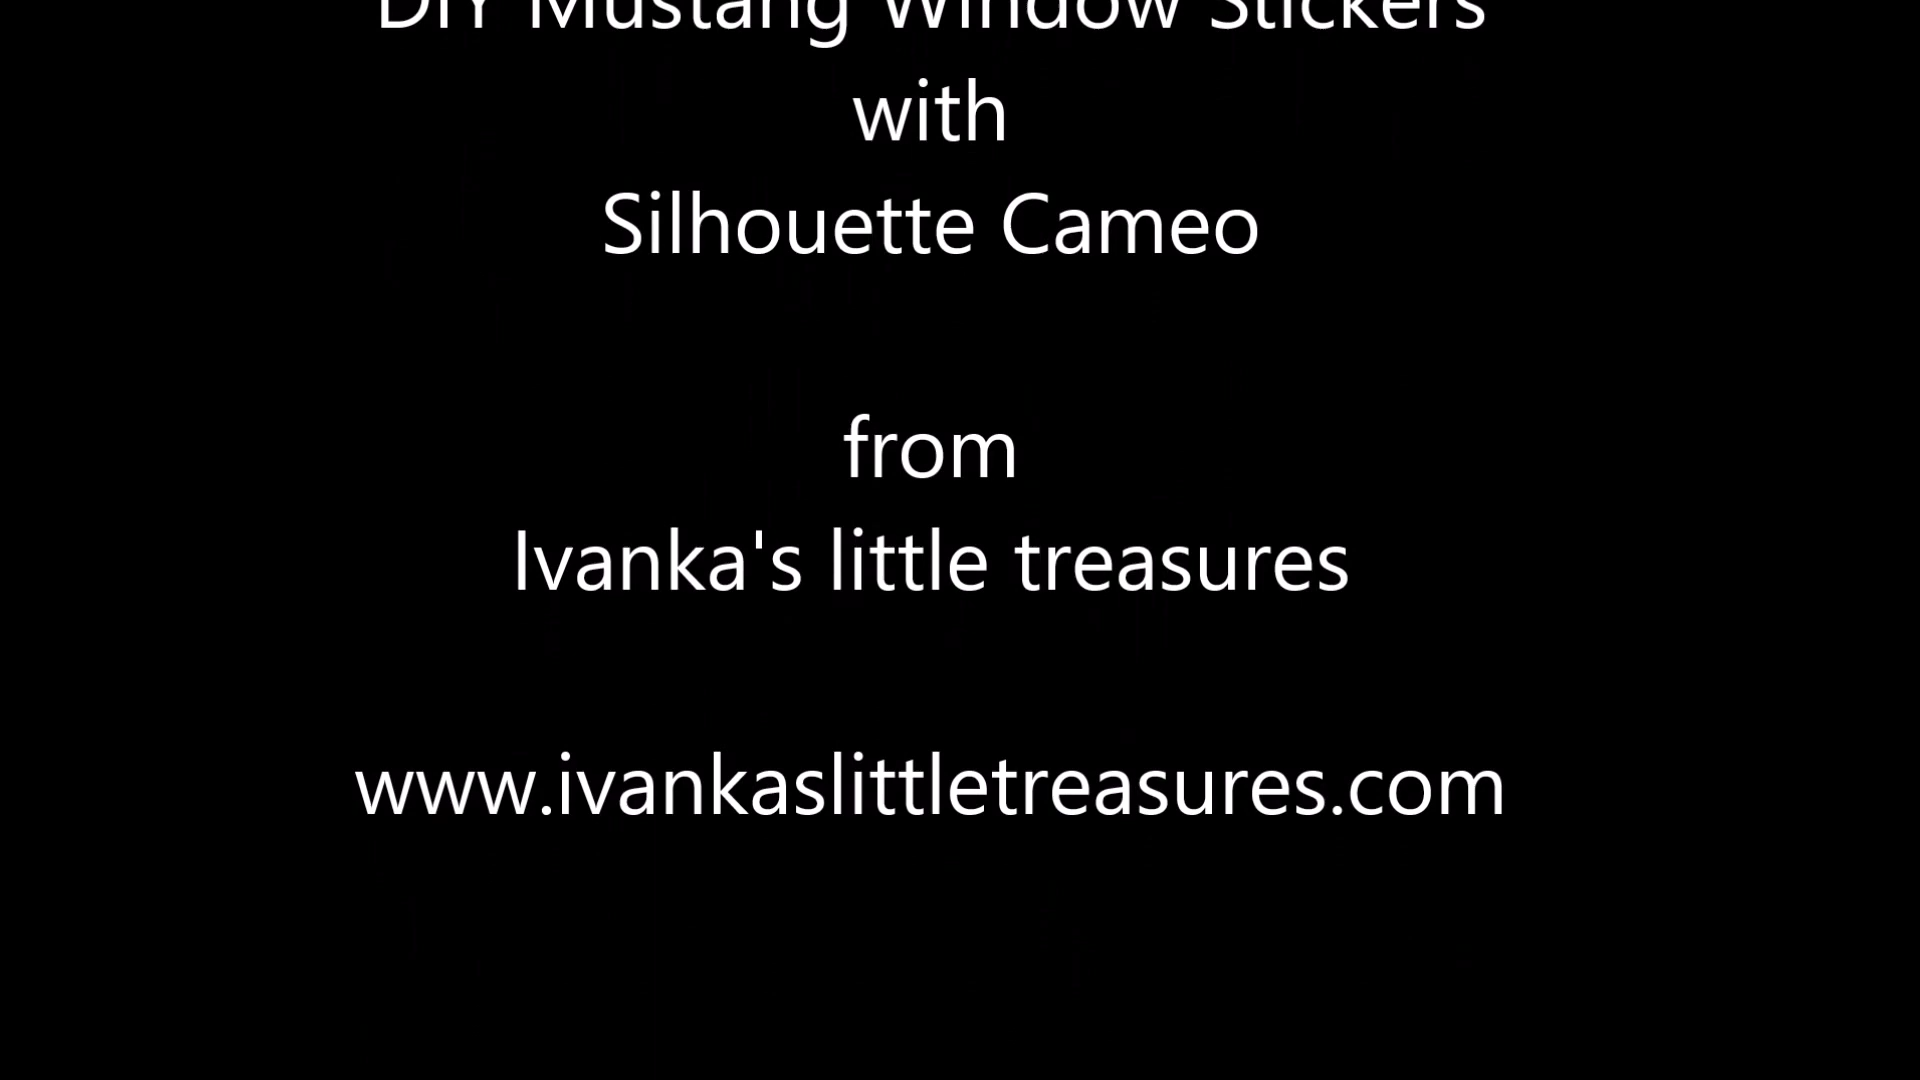 DIY Mustang Window Stickers
with
Silhouette Cameo
from
Ivanka's little treasures
www.ivankaslittletreasures.com